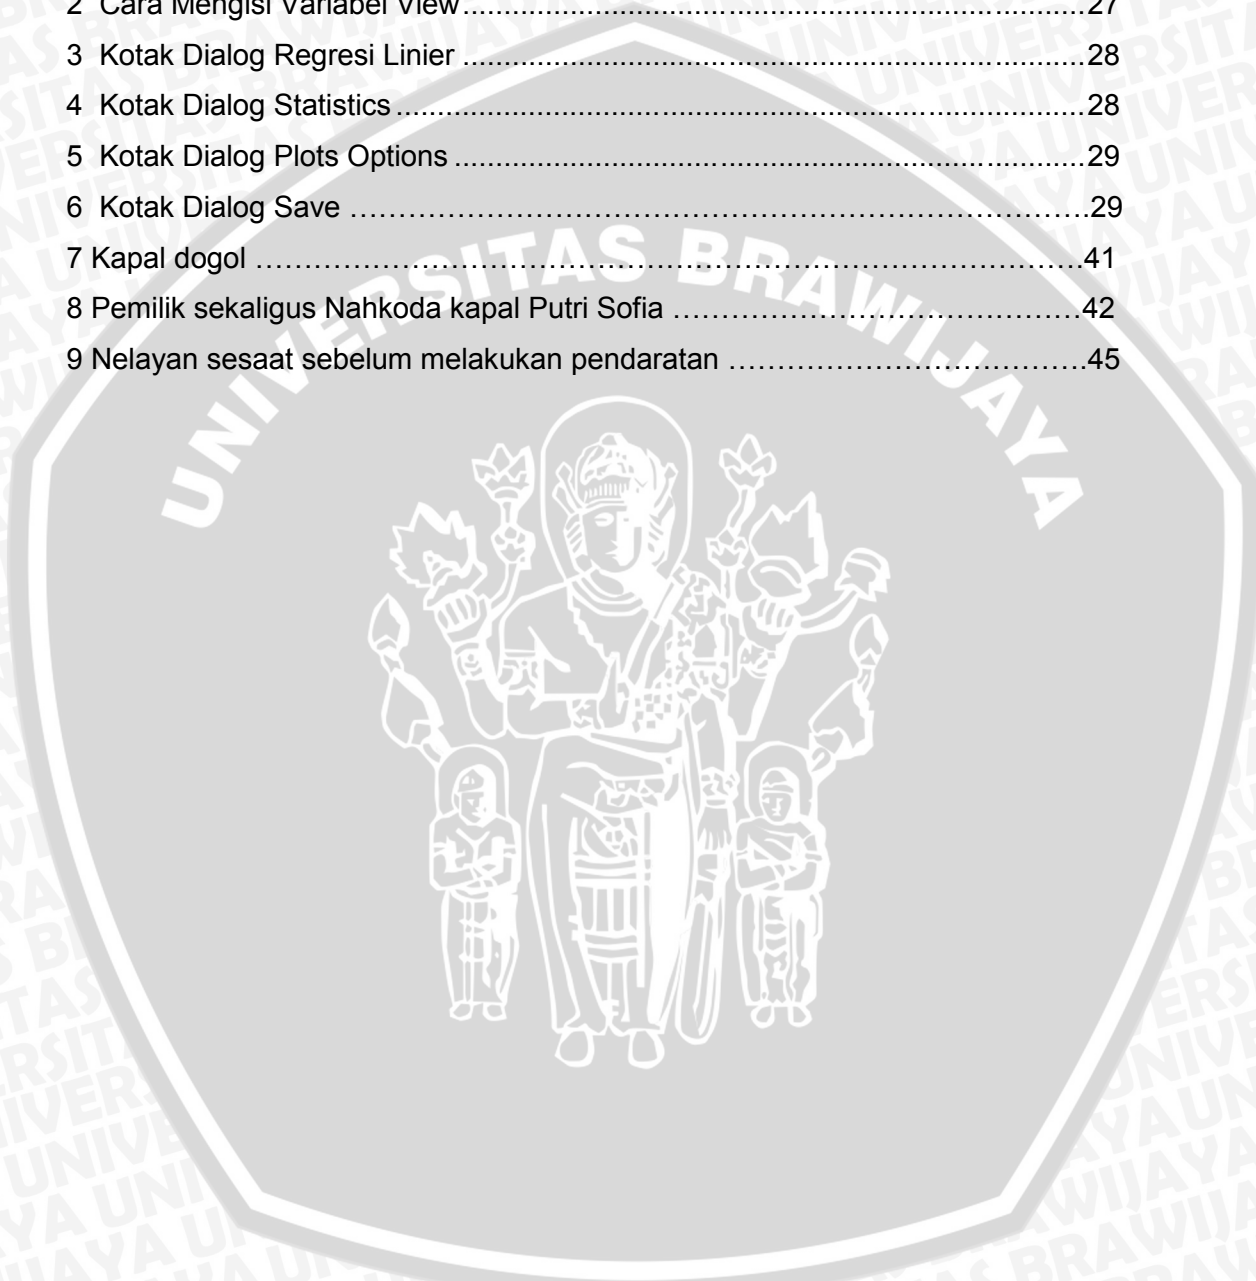 2 Cara Mengisi Variabel View..........................................................................27
3 Kotak Dialog Regresi Linier ..........................................................................28
4 Kotak Dialog Statistics..................................................................................28
5 Kotak Dialog Plots Options ...........................................................................29
6 Kotak Dialog Save ……………………………………………………………………….29
7 Kapal dogol ……………………………………………………………………………….41
8 Pemilik sekaligus Nahkoda kapal Putri Sofia ………………………………………42
9 Nelayan sesaat sebelum melakukan pendaratan ………………………………….45
UNIVERSITAS BRAWIJAYA